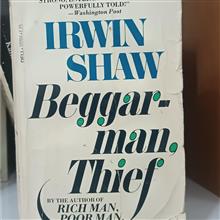 POWERFULLY TOLD!"
—Washington Post
IRWIN
SHAW
Beggar-
man,
Thief
BY THE AUTHOR OF
RICH MAN,
POOR MAN